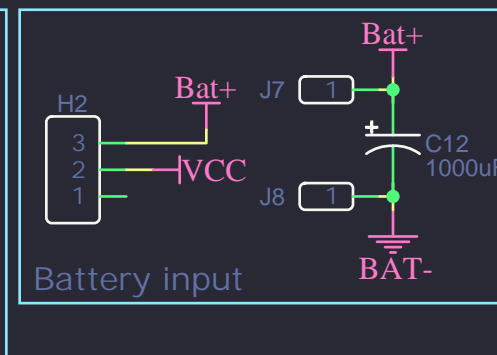 Bat+
Bat+
J7 1
H2
3
C12
1000uF
2
VCC
1
J8 1
BAT-
Battery input